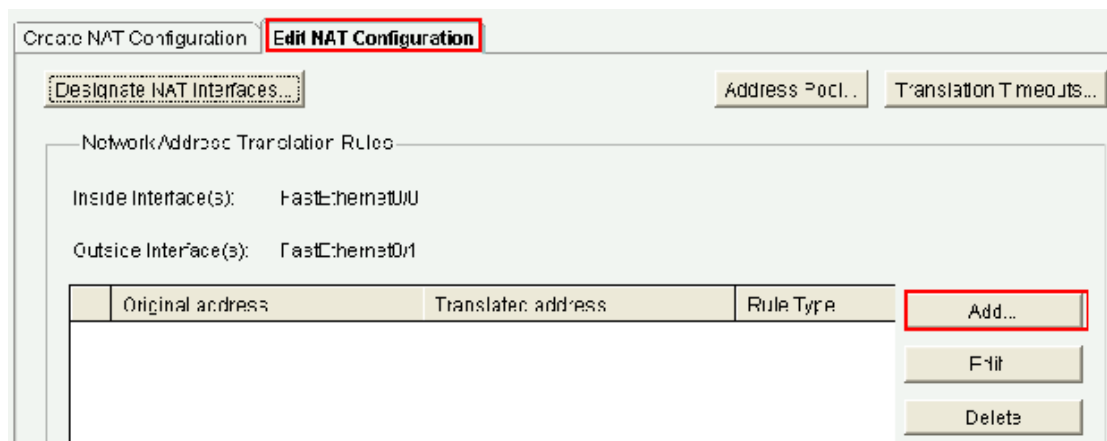 Create NAT Configuration Edit NAT Configuration
Designate NAT Interfaces... Address Pool... Translation Timeouts...
Network Address Translation Rules
Inside Interface(s): FastEthernet0/0
Outside Interface(s): FastEthernet0/1
Original address Translated address Rule Type Add...
Edit
Delete